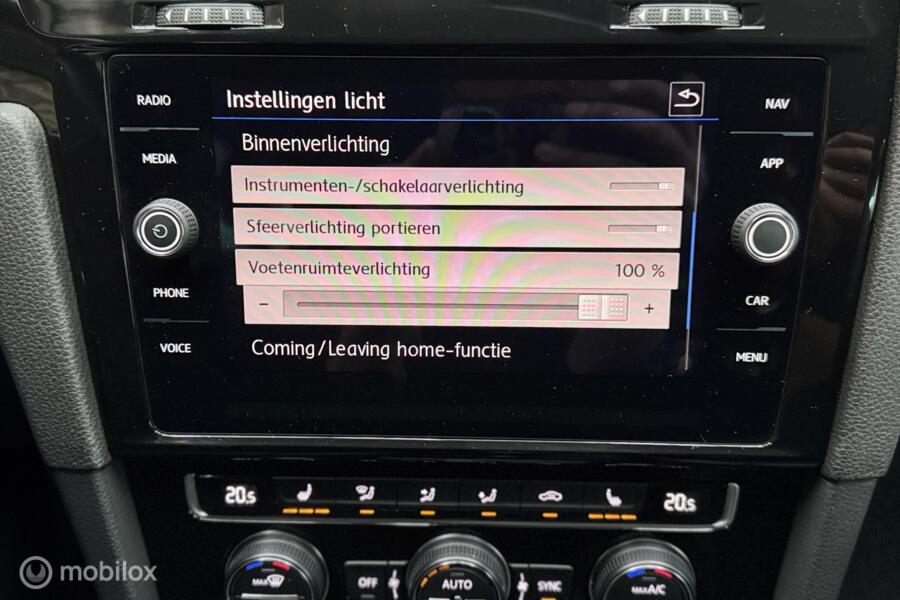 RADIO
MEDIA
PHONE
VOICE
Instellingen licht
Binnenverlichting
Instrumenten-/schakelaarverlichting
Sfeerverlichting portieren
Voetenruimteverlichting 100 %
- +
Coming/Leaving home-functie
NAV
APP
CAR
MENU
20.5 20.5
MAX OFF AUTO SYNC MAX A/C
mobilox